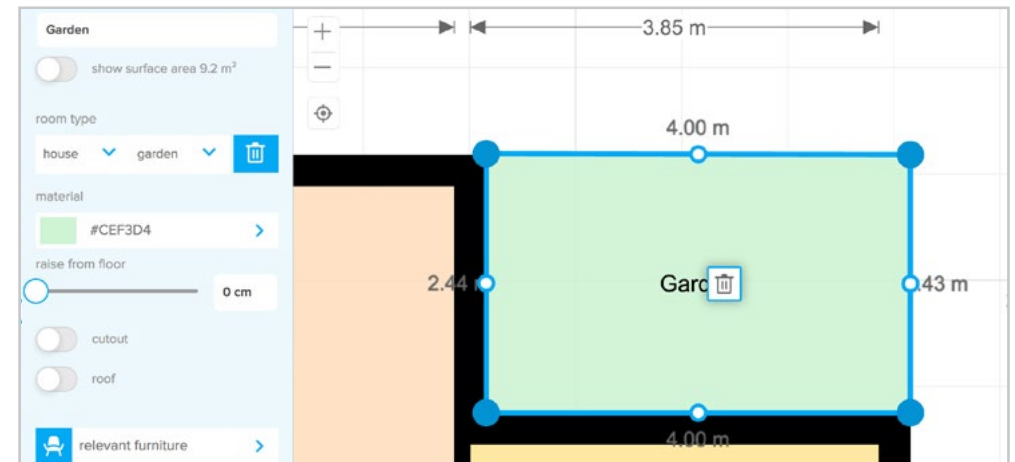 Garden
show surface area 9.2 m²
room type
house garden
material
#CEF3D4
raise from floor
0 cm
cutout
roof
relevant furniture
3.85 m
4.00 m
2.44
Gard
.43 m
4.00 m